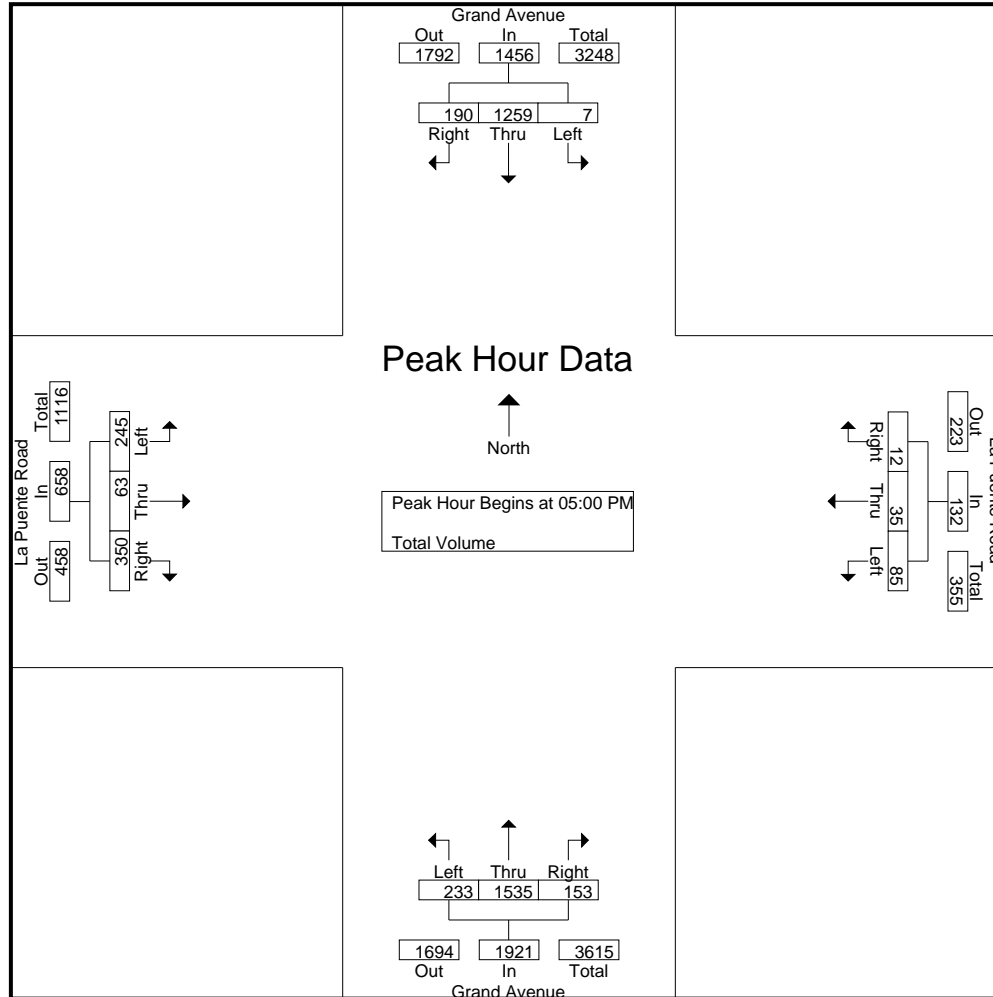 Grand Avenue
Out In Total
1792 1456 3248
190 1259 7
Right Thru Left
Peak Hour Data
North
Peak Hour Begins at 05:00 PM
Total Volume
La Puente Road
Total In Out
1116 658 458
245 63 350
Left Thru Right
Right Thru Left
12 35 85
223 132 355
Out In Total
La Puente Road
Left Thru Right
233 1535 153
1694 1921 3615
Out In Total
Grand Avenue